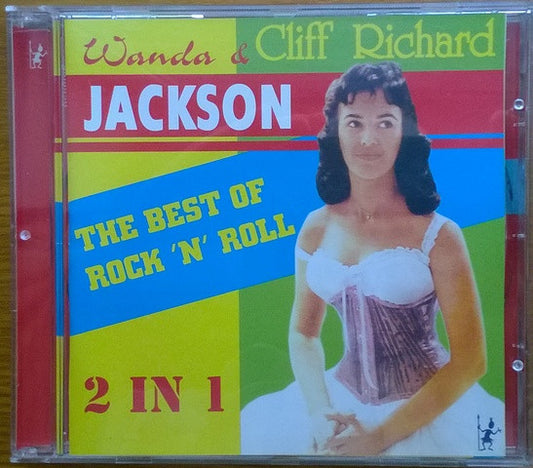 Wanda & Cliff Richard
JACKSON
THE BEST OF
ROCK 'N' ROLL
2 IN 1